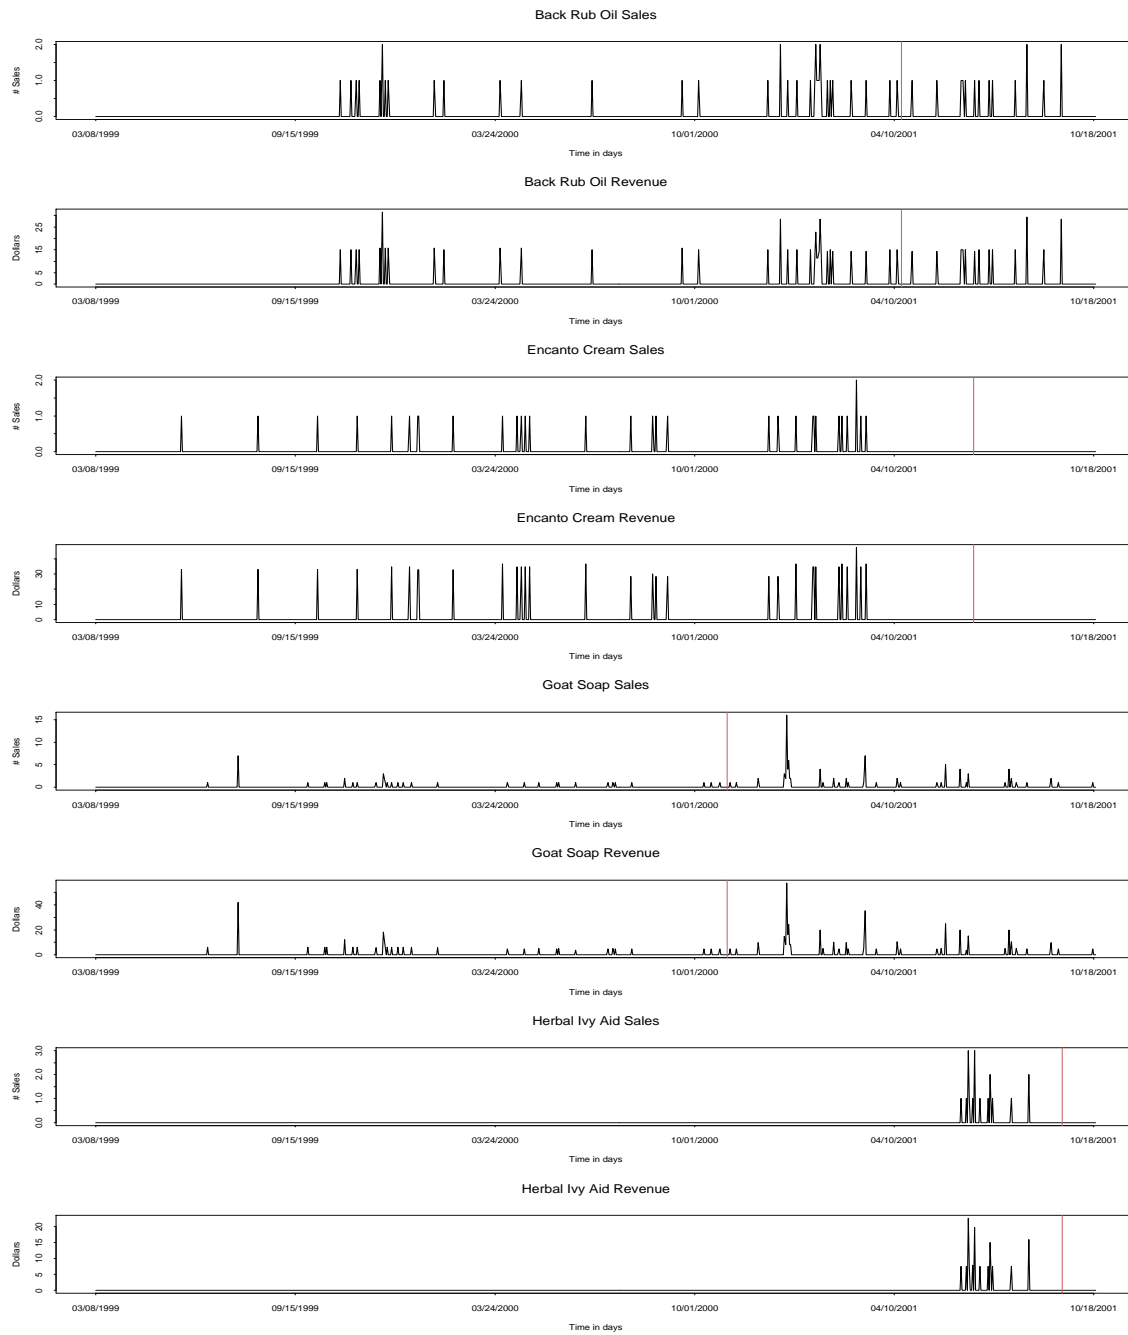 Back Rub Oil Sales
# Sales
0.0 1.0 2.0
03/08/1999 09/15/1999 03/24/2000 10/01/2000 04/10/2001 10/18/2001
Time in days
Back Rub Oil Revenue
Dollars
0 5 15 25
03/08/1999 09/15/1999 03/24/2000 10/01/2000 04/10/2001 10/18/2001
Time in days
Encanto Cream Sales
# Sales
0.0 1.0 2.0
03/08/1999 09/15/1999 03/24/2000 10/01/2000 04/10/2001 10/18/2001
Time in days
Encanto Cream Revenue
Dollars
0 10 30
03/08/1999 09/15/1999 03/24/2000 10/01/2000 04/10/2001 10/18/2001
Time in days
Goat Soap Sales
# Sales
0 5 10 15
03/08/1999 09/15/1999 03/24/2000 10/01/2000 04/10/2001 10/18/2001
Time in days
Goat Soap Revenue
Dollars
0 20 40
03/08/1999 09/15/1999 03/24/2000 10/01/2000 04/10/2001 10/18/2001
Time in days
Herbal Ivy Aid Sales
# Sales
0.0 1.0 2.0 3.0
03/08/1999 09/15/1999 03/24/2000 10/01/2000 04/10/2001 10/18/2001
Time in days
Herbal Ivy Aid Revenue
Dollars
0 5 10 15 20
03/08/1999 09/15/1999 03/24/2000 10/01/2000 04/10/2001 10/18/2001
Time in days